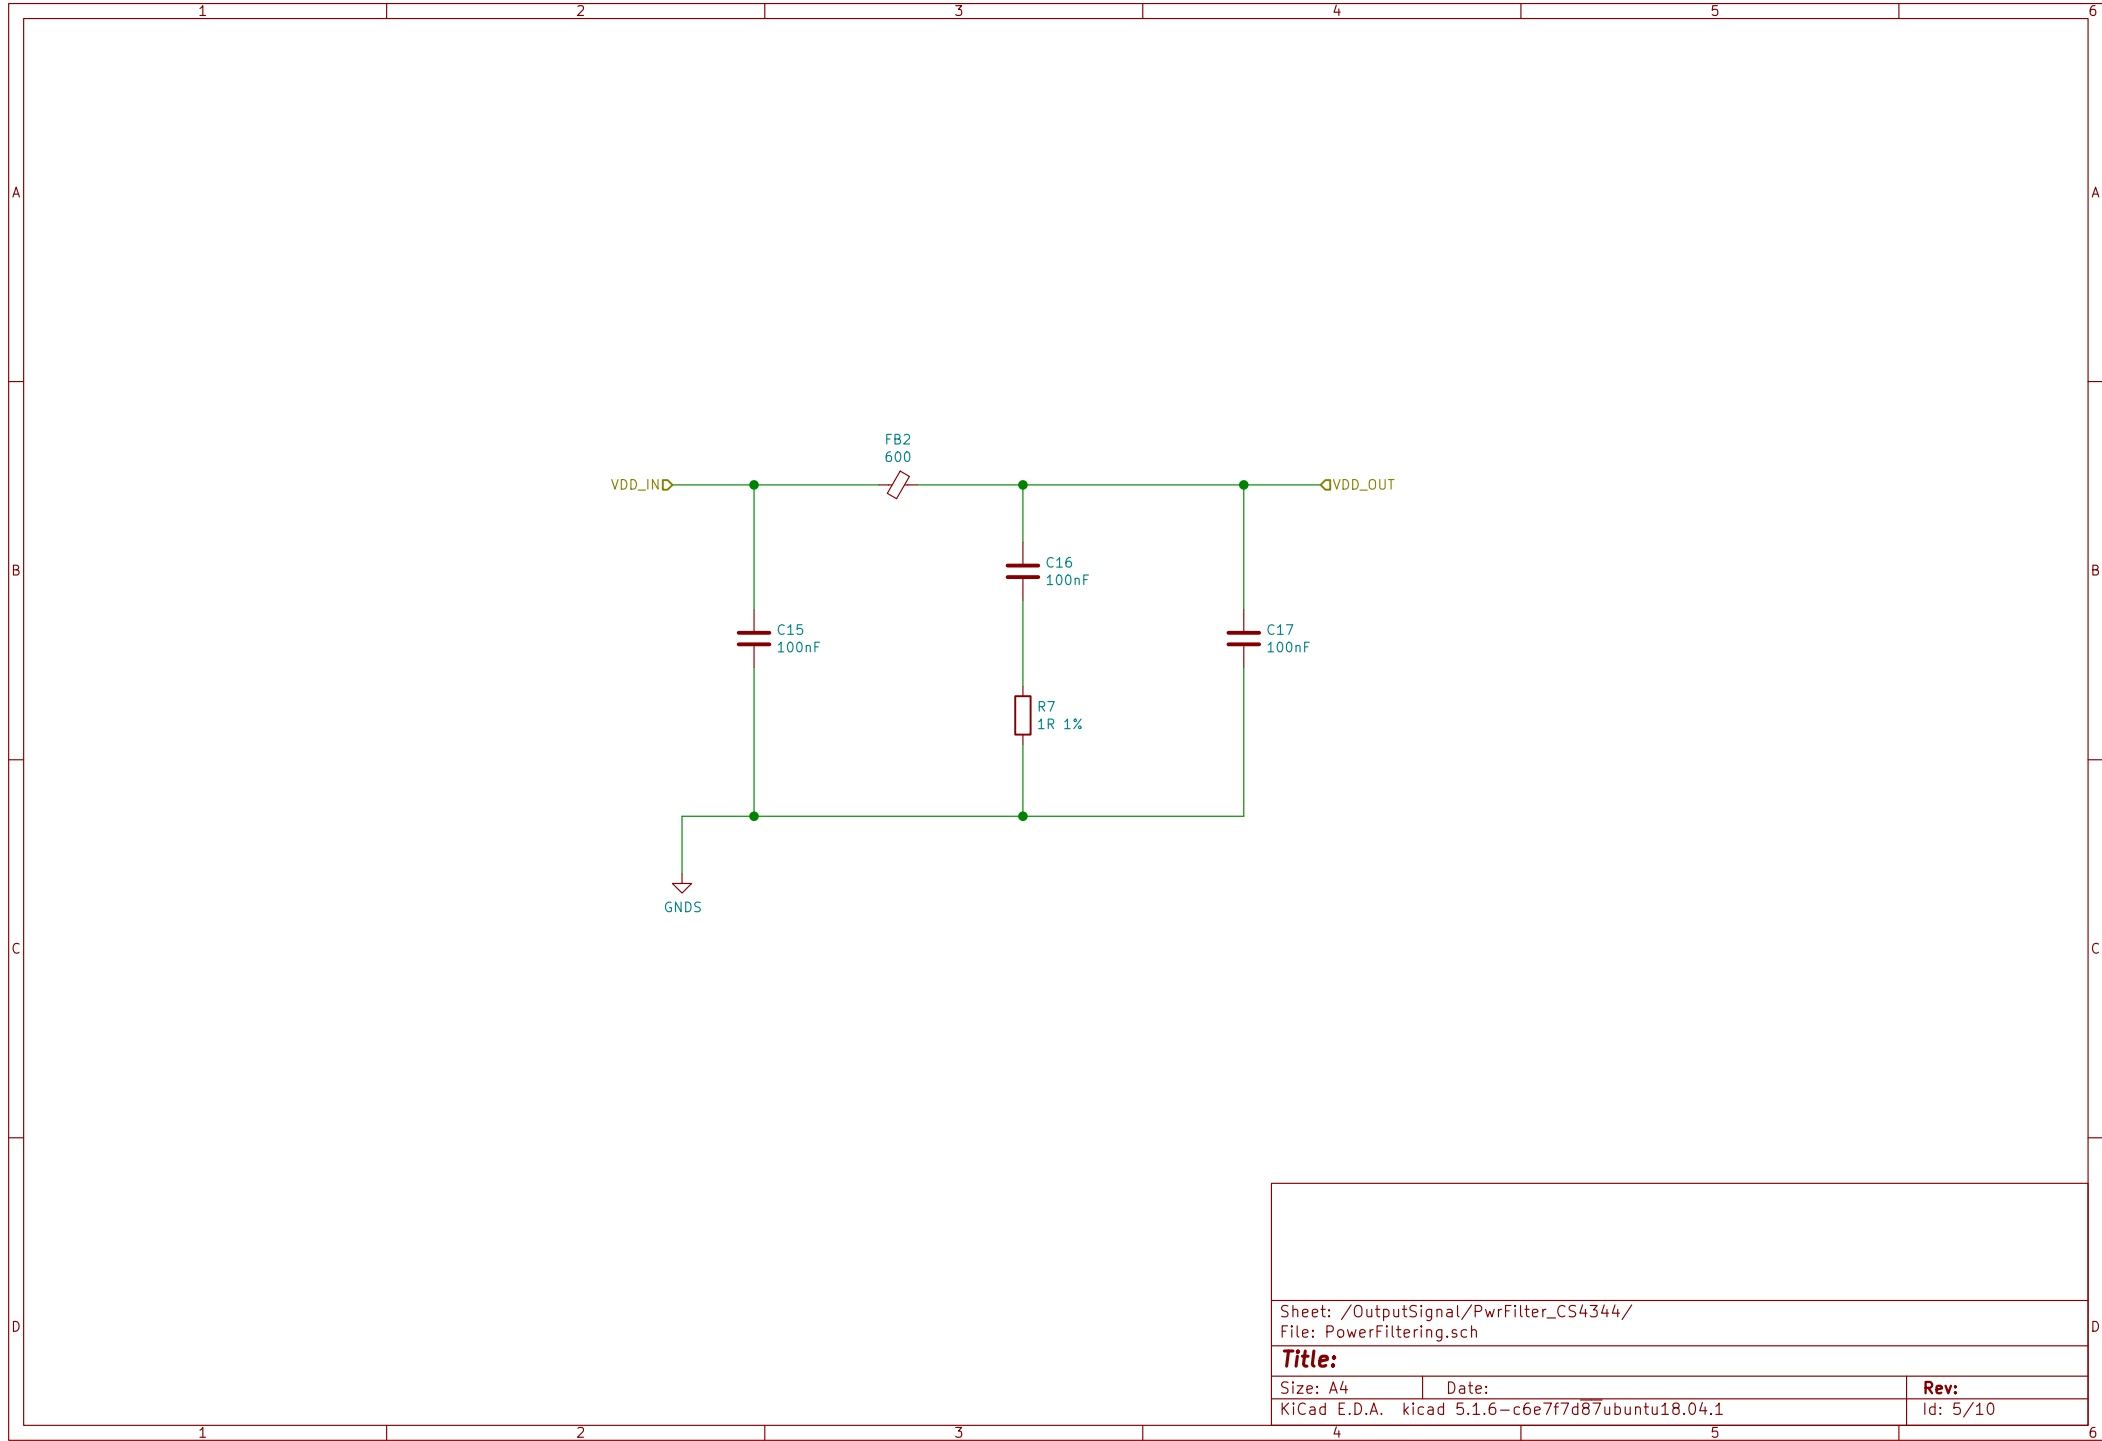 1 2 3 4 5 6
A A
FB2
600
VDD_IN VDD_OUT
C16
100nF
B B
C15
100nF
C17
100nF
R7
1R 1%
GNDS
C C
Sheet: /OutputSignal/PwrFilter_CS4344/
File: PowerFiltering.sch
D D
Title:
Size: A4 Date: Rev:
KiCad E.D.A. kicad 5.1.6-c6e7f7d87ubuntu18.04.1 Id: 5/10
1 2 3 4 5 6